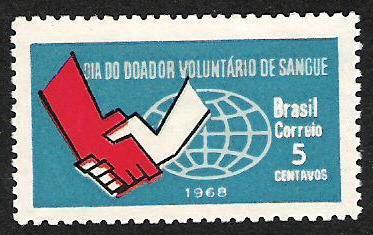 DIA DO DOADOR VOLUNTÁRIO DE SANGUE
Brasil
Correio
5
CENTAVOS
1968